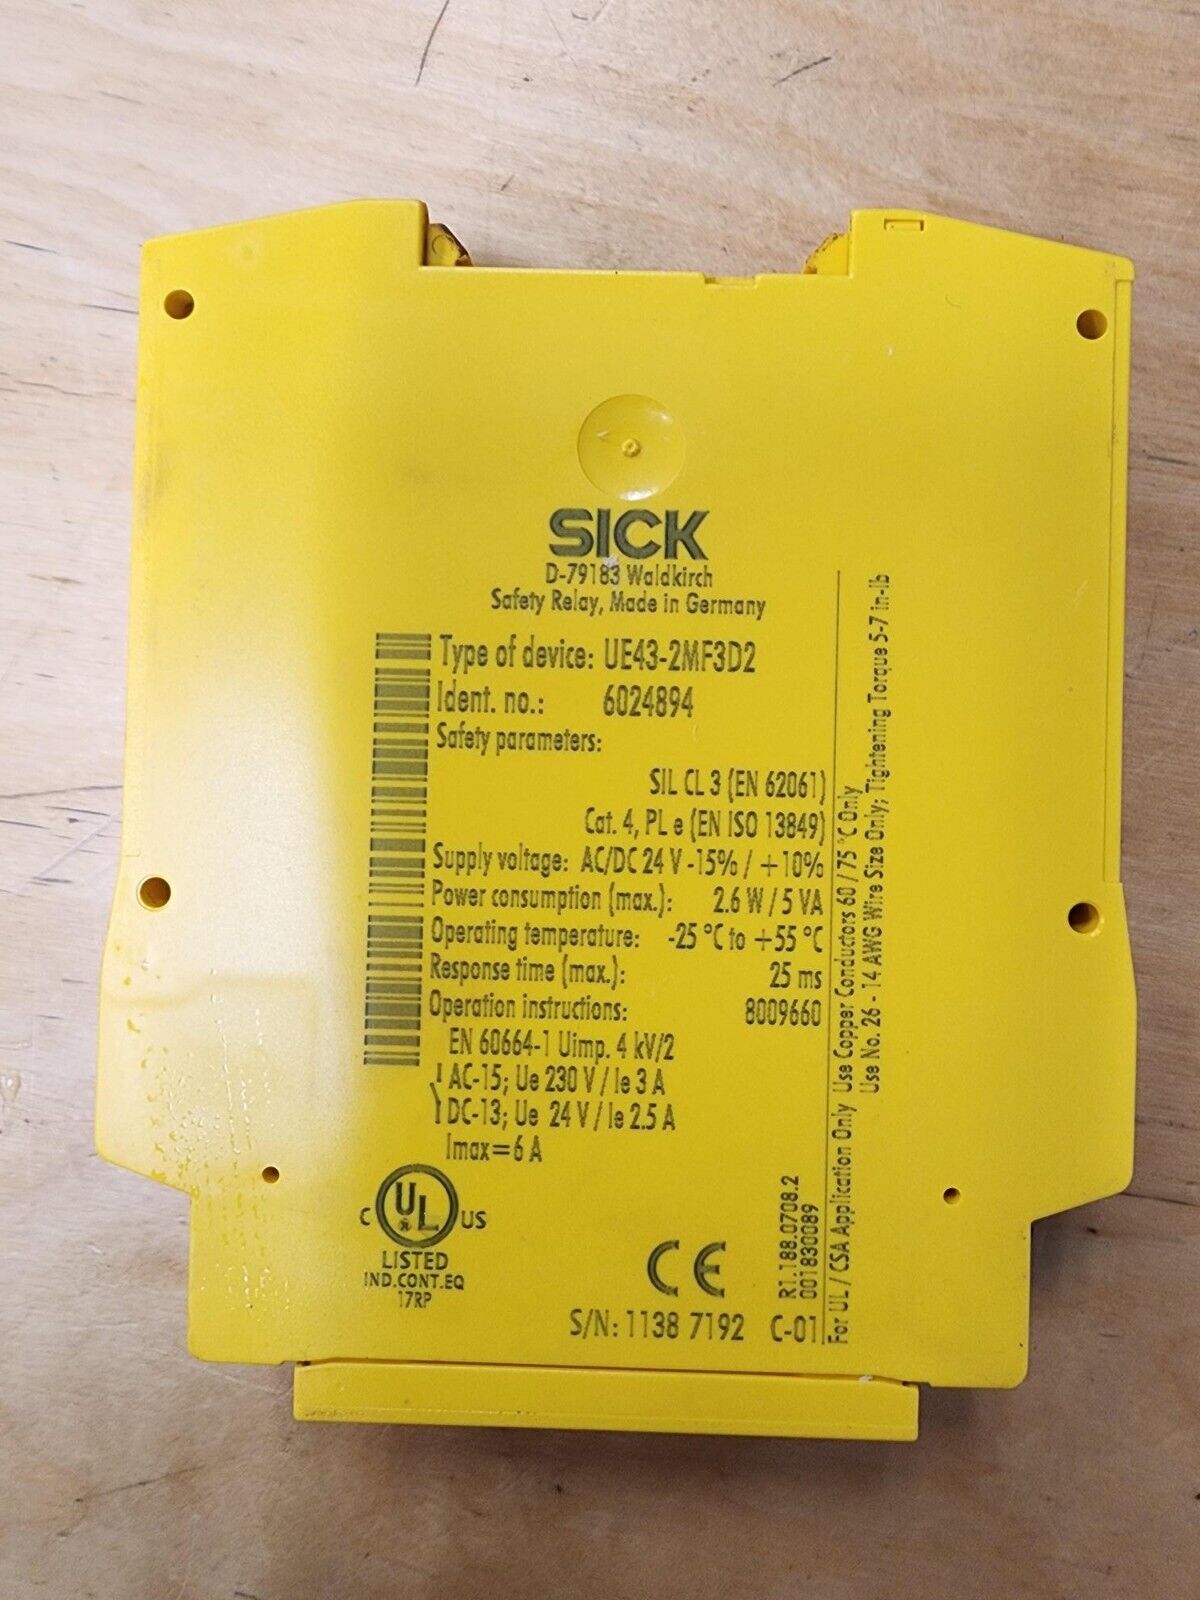 SICK
D-79183 Waldkirch
Safety Relay, Made in Germany
Type of device: UE43-2MF3D2
Ident. no.: 6024894
Safety parameters:
SIL CL 3 (EN 62061)
Cat. 4, PL e (EN ISO 13849)
Supply voltage: AC/DC 24 V -15% / +10%
Power consumption (max.): 2.6 W / 5 VA
Operating temperature: -25 °C to +55 °C
Response time (max.): 25 ms
Operation instructions: 8009660
EN 60664-1 Uimp. 4 kV/2
AC-15; Ue 230 V / Ie 3 A
DC-13; Ue 24 V / Ie 2.5 A
Imax=6 A
C UL US
®
LISTED
IND.CONT.EQ
17RP
CE
S/N: 1138 7192 C-01
R1.188.0708.2
001830089
For UL / CSA Application Only Use Copper Conductors 60 / 75 °C Only
Use No. 26 - 14 AWG Wire Size Only; Tightening Torque 5-7 in-lb